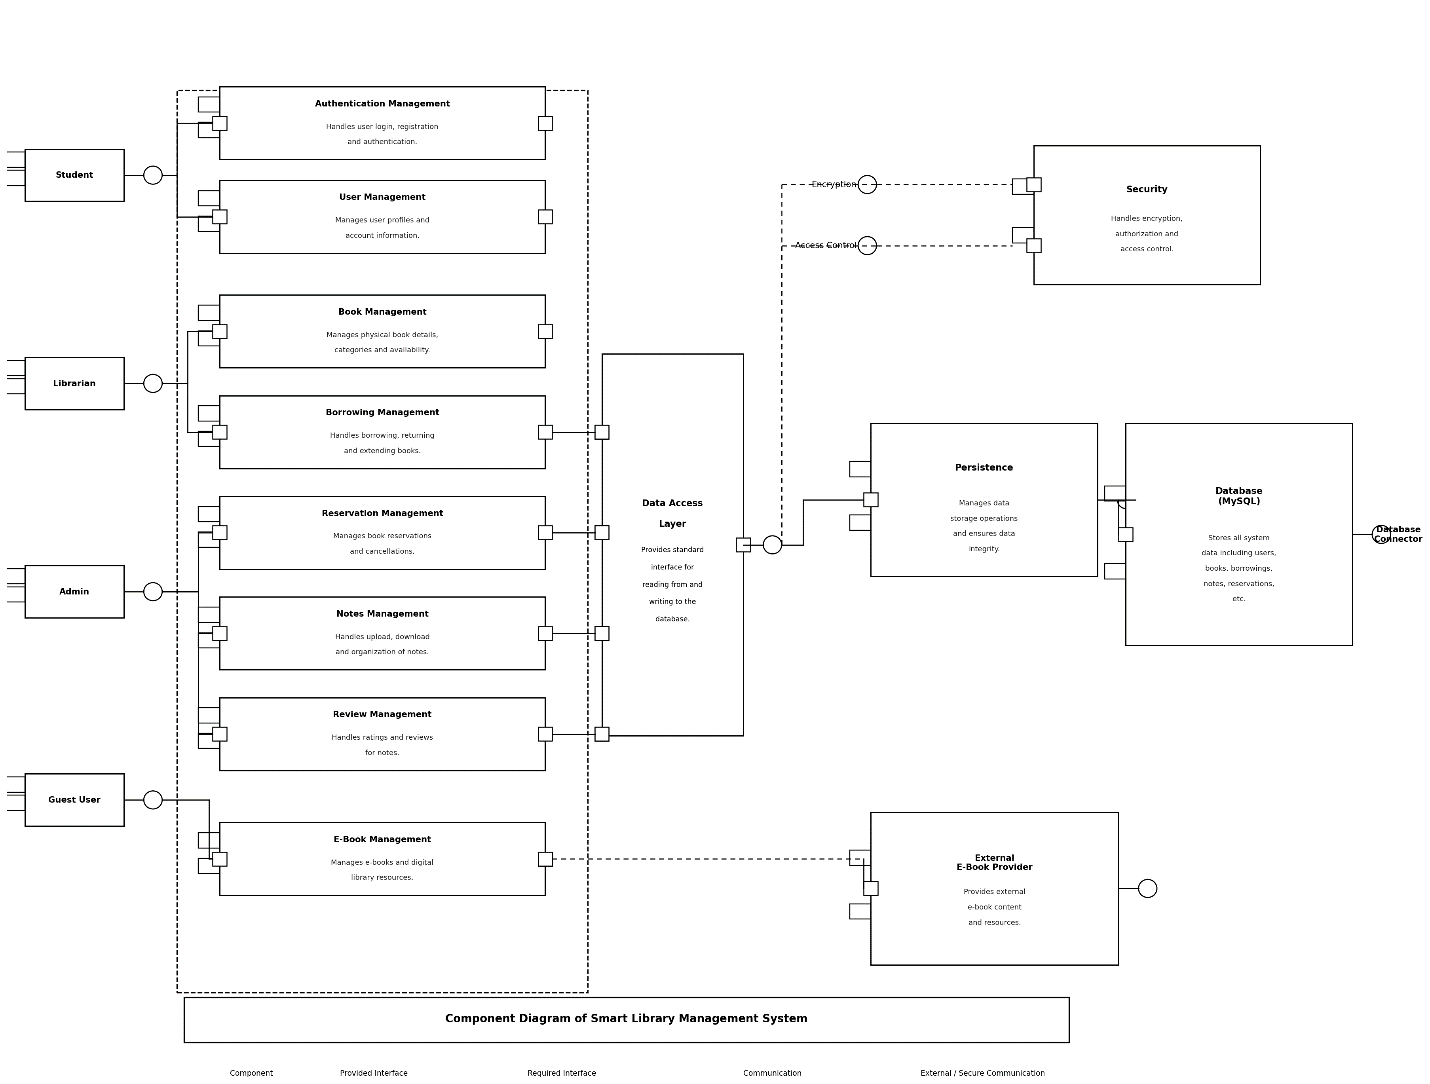 Authentication Management
Handles user login, registration
and authentication.
Student
User Management
Manages user profiles and
account information.
Encryption
Access Control
Security
Handles encryption,
authorization and
access control.
Book Management
Manages physical book details,
categories and availability.
Librarian
Borrowing Management
Handles borrowing, returning
and extending books.
Reservation Management
Manages book reservations
and cancellations.
Admin
Notes Management
Handles upload, download
and organization of notes.
Review Management
Handles ratings and reviews
for notes.
Guest User
E-Book Management
Manages e-books and digital
library resources.
Data Access
Layer
Provides standard
interface for
reading from and
writing to the
database.
Persistence
Manages data
storage operations
and ensures data
integrity.
Database
(MySQL)
Stores all system
data including users,
books, borrowings,
notes, reservations,
etc.
Database
Connector
External
E-Book Provider
Provides external
e-book content
and resources.
Component Diagram of Smart Library Management System
Component Provided Interface Required Interface Communication External / Secure Communication